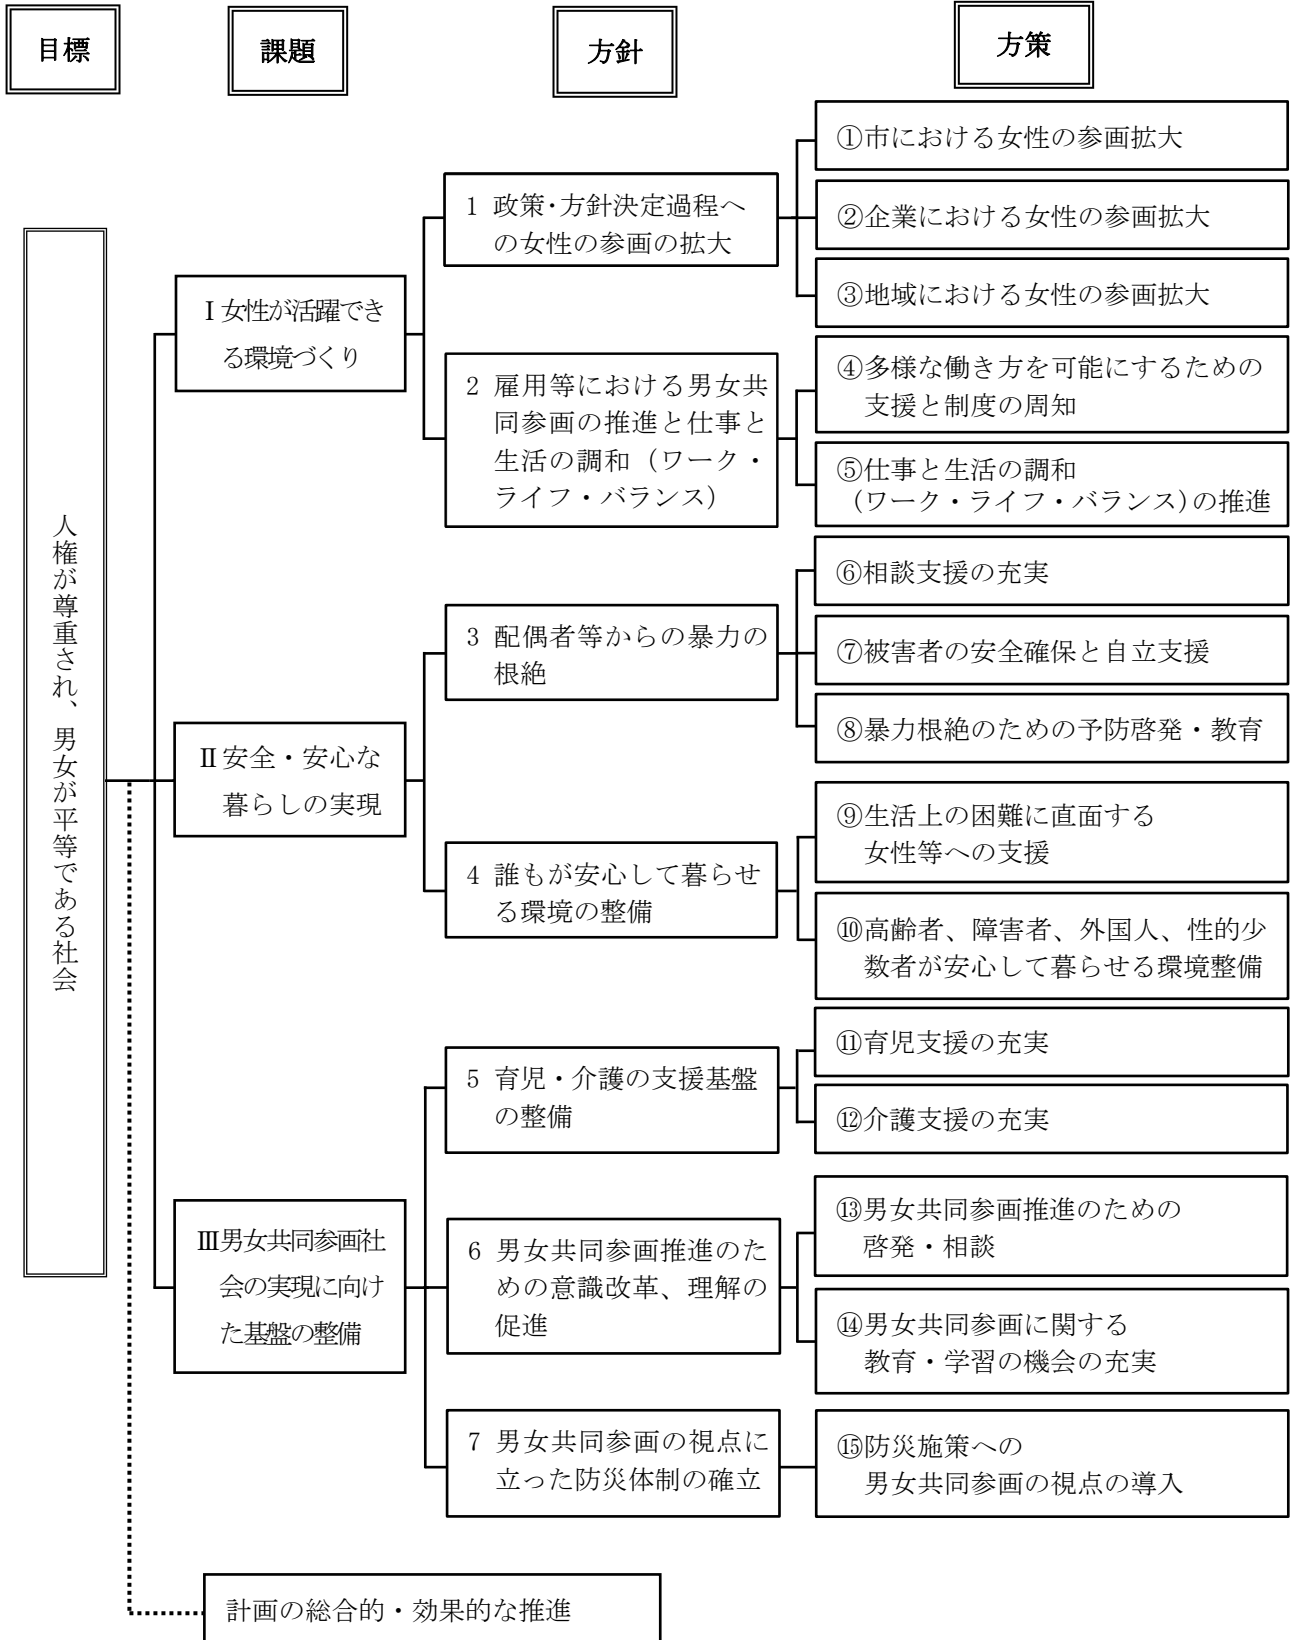 目標
課題
方針
方策
人権が尊重され、男女が平等である社会
Ⅰ女性が活躍でき
る環境づくり
1 政策・方針決定過程へ
の女性の参画の拡大
①市における女性の参画拡大
②企業における女性の参画拡大
③地域における女性の参画拡大
2 雇用等における男女共
同参画の推進と仕事と
生活の調和（ワーク・
ライフ・バランス）
④多様な働き方を可能にするための
支援と制度の周知
⑤仕事と生活の調和
（ワーク・ライフ・バランス）の推進
Ⅱ安全・安心な
暮らしの実現
3 配偶者等からの暴力の
根絶
⑥相談支援の充実
⑦被害者の安全確保と自立支援
⑧暴力根絶のための予防啓発・教育
4 誰もが安心して暮らせ
る環境の整備
⑨生活上の困難に直面する
女性等への支援
⑩高齢者、障害者、外国人、性的少
数者が安心して暮らせる環境整備
Ⅲ男女共同参画社
会の実現に向け
た基盤の整備
5 育児・介護の支援基盤
の整備
⑪育児支援の充実
⑫介護支援の充実
6 男女共同参画推進のた
めの意識改革、理解の
促進
⑬男女共同参画推進のための
啓発・相談
⑭男女共同参画に関する
教育・学習の機会の充実
7 男女共同参画の視点に
立った防災体制の確立
⑮防災施策への
男女共同参画の視点の導入
計画の総合的・効果的な推進